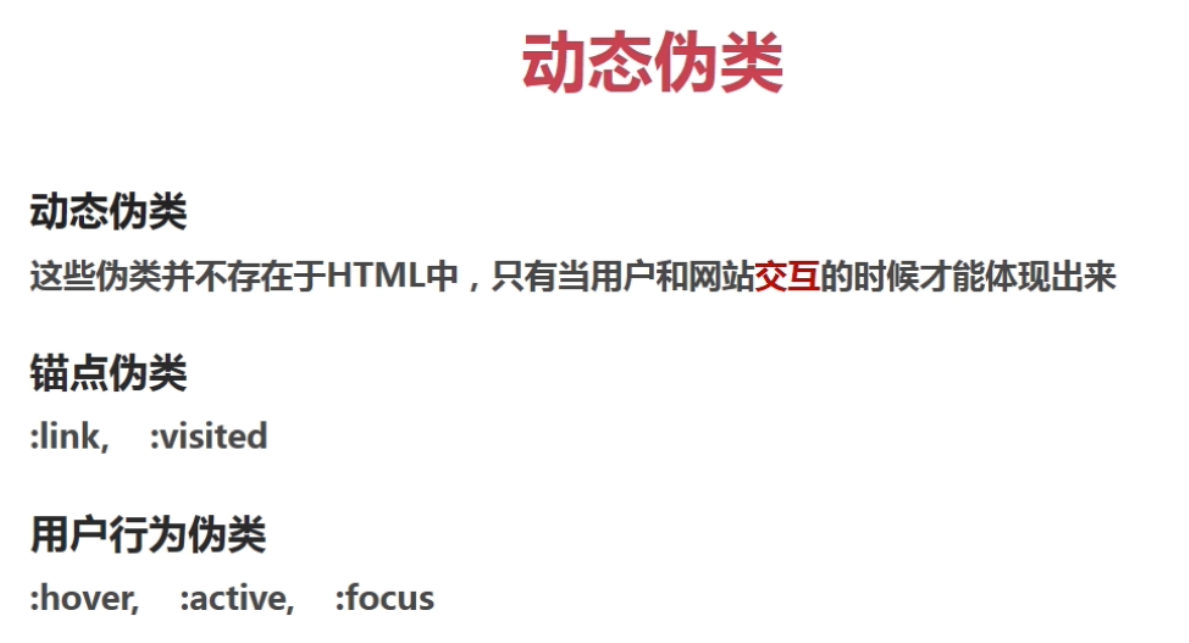 动态伪类
动态伪类
这些伪类并不存在于HTML中，只有当用户和网站交互的时候才能体现出来
锚点伪类
:link, :visited
用户行为伪类
:hover, :active, :focus